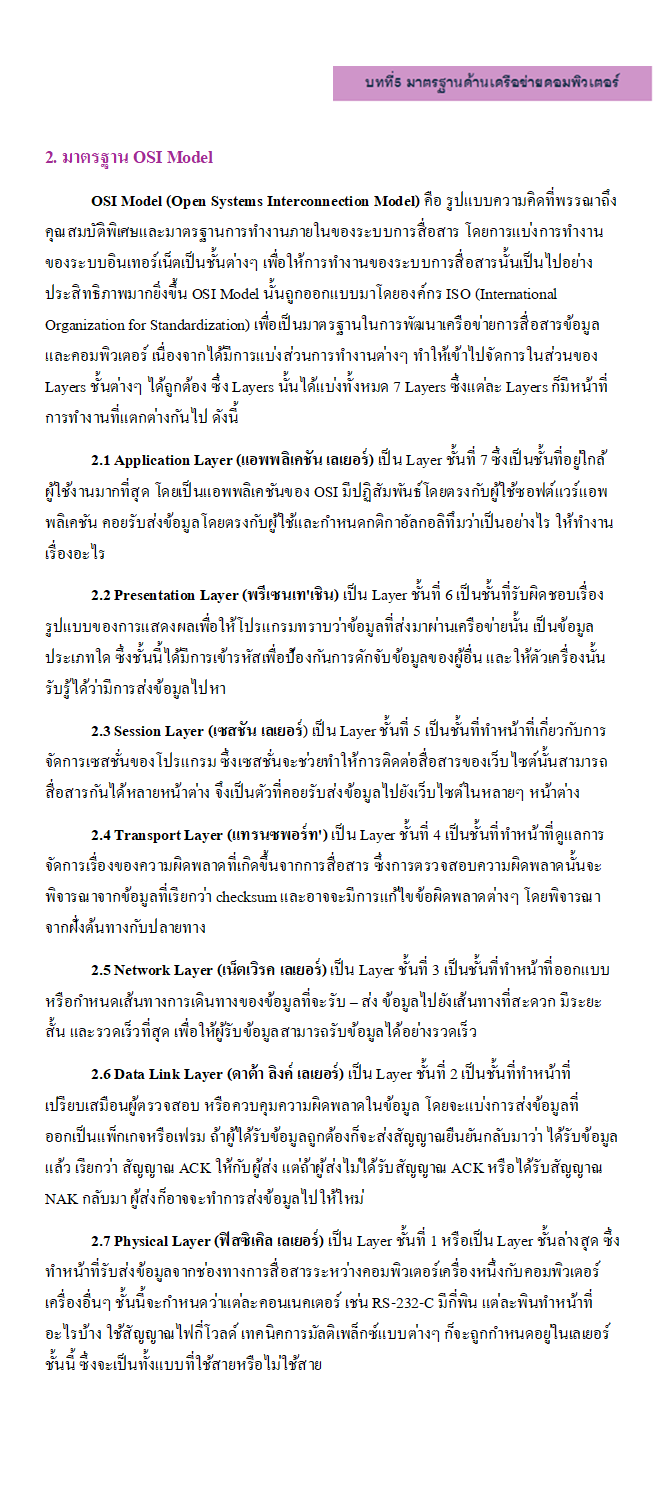 บทที่5 มาตรฐานด้านเครือข่ายคอมพิวเตอร์
2. มาตรฐาน OSI Model
OSI Model (Open Systems Interconnection Model) คือ รูปแบบความคิดที่พรรณาถึง
คุณสมบัติพิเศษและมาตรฐานการทำงานภายในของระบบการสื่อสาร โดยการแบ่งการทำงาน
ของระบบอินเทอร์เน็ตเป็นชั้นต่างๆ เพื่อให้การทำงานของระบบการสื่อสารนั้นเป็นไปอย่าง
ประสิทธิภาพมากยิ่งขึ้น OSI Model นั้นถูกออกแบบมาโดยองค์กร ISO (International
Organization for Standardization) เพื่อเป็นมาตรฐานในการพัฒนาเครือข่ายการสื่อสารข้อมูล
และคอมพิวเตอร์ เนื่องจากได้มีการแบ่งส่วนการทำงานต่างๆ ทำให้เข้าไปจัดการในส่วนของ
Layers ชั้นต่างๆ ได้ถูกต้อง ซึ่ง Layers นั้นได้แบ่งทั้งหมด 7 Layers ซึ่งแต่ละ Layers ก็มีหน้าที่
การทำงานที่แตกต่างกันไป ดังนี้
2.1 Application Layer (แอพพลิเคชัน เลเยอร์) เป็น Layer ชั้นที่ 7 ซึ่งเป็นชั้นที่อยู่ใกล้
ผู้ใช้งานมากที่สุด โดยเป็นแอพพลิเคชันของ OSI มีปฏิสัมพันธ์โดยตรงกับผู้ใช้ซอฟต์แวร์แอพ
พลิเคชัน คอยรับส่งข้อมูลโดยตรงกับผู้ใช้และกำหนดกติกาอัลกอลิทึมว่าเป็นอย่างไร ให้ทำงาน
เรื่องอะไร
2.2 Presentation Layer (พรีเซนเท'เชิน) เป็น Layer ชั้นที่ 6 เป็นชั้นที่รับผิดชอบเรื่อง
รูปแบบของการแสดงผลเพื่อให้โปรแกรมทราบว่าข้อมูลที่ส่งมาผ่านเครือข่ายนั้น เป็นข้อมูล
ประเภทใด ซึ่งชั้นนี้ได้มีการเข้ารหัสเพื่อป้องกันการดักจับข้อมูลของผู้อื่น และให้ตัวเครื่องนั้น
รับรู้ได้ว่ามีการส่งข้อมูลไปหา
2.3 Session Layer (เซสชัน เลเยอร์) เป็น Layer ชั้นที่ 5 เป็นชั้นที่ทำหน้าที่เกี่ยวกับการ
จัดการเซสชั่นของโปรแกรม ซึ่งเซสชั่นจะช่วยทำให้การติดต่อสื่อสารของเว็บไซต์นั้นสามารถ
สื่อสารกันได้หลายหน้าต่าง จึงเป็นตัวที่คอยรับส่งข้อมูลไปยังเว็บไซต์ในหลายๆ หน้าต่าง
2.4 Transport Layer (แทรนซพอร์ท') เป็น Layer ชั้นที่ 4 เป็นชั้นที่ทำหน้าที่ดูแลการ
จัดการเรื่องของความผิดพลาดที่เกิดขึ้นจากการสื่อสาร ซึ่งการตรวจสอบความผิดพลาดนั้นจะ
พิจารณาจากข้อมูลที่เรียกว่า checksum และอาจจะมีการแก้ไขข้อผิดพลาดต่างๆ โดยพิจารณา
จากฝั่งต้นทางกับปลายทาง
2.5 Network Layer (เน็ตเวิรค เลเยอร์) เป็น Layer ชั้นที่ 3 เป็นชั้นที่ทำหน้าที่ออกแบบ
หรือกำหนดเส้นทางการเดินทางของข้อมูลที่จะรับ – ส่ง ข้อมูลไปยังเส้นทางที่สะดวก มีระยะ
สั้น และรวดเร็วที่สุด เพื่อให้ผู้รับข้อมูลสามารถรับข้อมูลได้อย่างรวดเร็ว
2.6 Data Link Layer (ดาต้า ลิงค์ เลเยอร์) เป็น Layer ชั้นที่ 2 เป็นชั้นที่ทำหน้าที่
เปรียบเสมือนผู้ตรวจสอบ หรือควบคุมความผิดพลาดในข้อมูล โดยจะแบ่งการส่งข้อมูลที่
ออกเป็นแพ็กเกจหรือเฟรม ถ้าผู้ได้รับข้อมูลถูกต้องก็จะส่งสัญญาณยืนยันกลับมาว่า ได้รับข้อมูล
แล้ว เรียกว่า สัญญาณ ACK ให้กับผู้ส่ง แต่ถ้าผู้ส่งไม่ได้รับสัญญาณ ACK หรือได้รับสัญญาณ
NAK กลับมา ผู้ส่งก็อาจจะทำการส่งข้อมูลไปให้ใหม่
2.7 Physical Layer (ฟิสซิเคิล เลเยอร์) เป็น Layer ชั้นที่ 1 หรือเป็น Layer ชั้นล่างสุด ซึ่ง
ทำหน้าที่รับส่งข้อมูลจากช่องทางการสื่อสารระหว่างคอมพิวเตอร์เครื่องหนึ่งกับคอมพิวเตอร์
เครื่องอื่นๆ ชั้นนี้จะกำหนดว่าแต่ละคอนเนคเตอร์ เช่น RS-232-C มีกี่พิน แต่ละพินทำหน้าที่
อะไรบ้าง ใช้สัญญาณไฟกี่โวลด์ เทคนิคการมัลติเพล็กซ์แบบต่างๆ ก็จะถูกกำหนดอยู่ในเลเยอร์
ชั้นนี้ ซึ่งจะเป็นทั้งแบบที่ใช้สายหรือไม่ใช้สาย